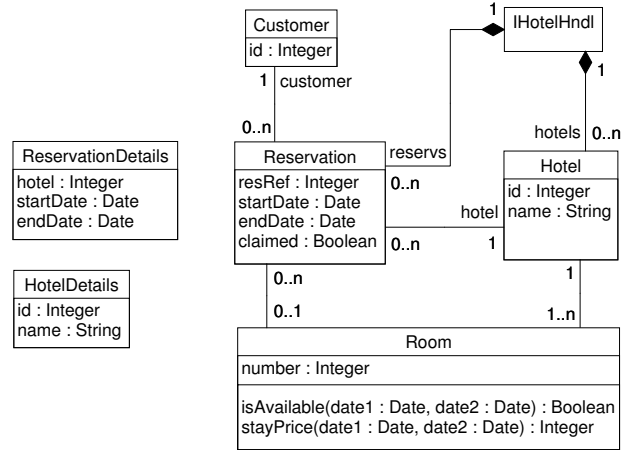 Customer
id : Integer
1
customer
0..n
1
IHotelHndl
1
hotels
0..n
reservs
0..n
ReservationDetails
hotel : Integer
startDate : Date
endDate : Date
Reservation
resRef : Integer
startDate : Date
endDate : Date
claimed : Boolean
Hotel
id : Integer
name : String
hotel
0..n
1
HotelDetails
id : Integer
name : String
0..n
0..1
1
1..n
Room
number : Integer
isAvailable(date1 : Date, date2 : Date) : Boolean
stayPrice(date1 : Date, date2 : Date) : Integer